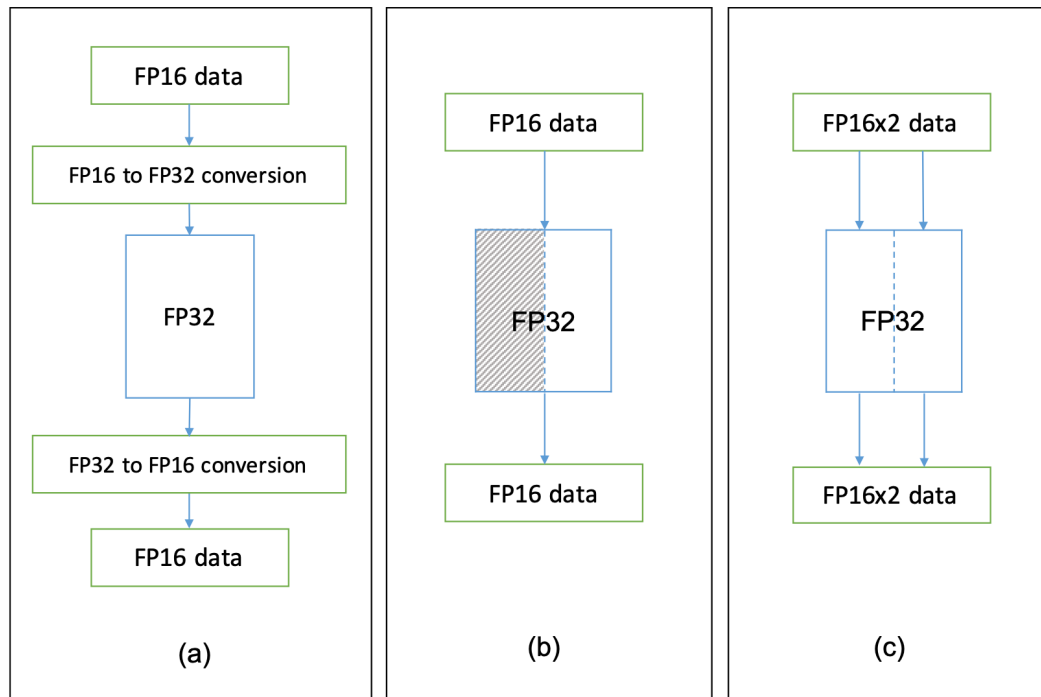 FP16 data
FP16 to FP32 conversion
FP32
FP32 to FP16 conversion
FP16 data
(a)
FP16 data
FP32
FP16 data
(b)
FP16x2 data
FP32
FP16x2 data
(c)